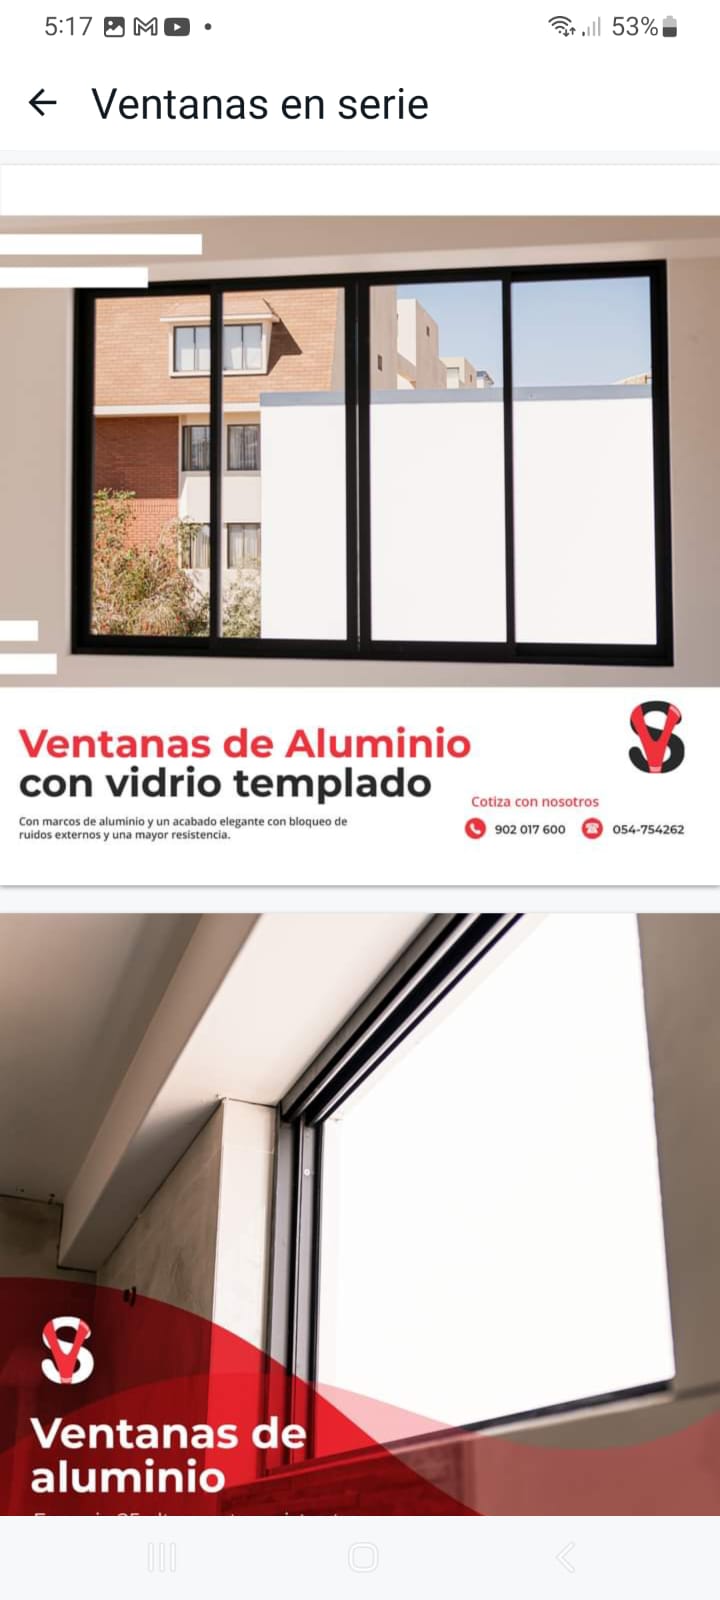 5:17
53%
Ventanas en serie
Ventanas de Aluminio
con vidrio templado
Con marcos de aluminio y un acabado elegante con bloqueo de
ruidos externos y una mayor resistencia.
Cotiza con nosotros
902 017 600 054-754262
Ventanas de
aluminio